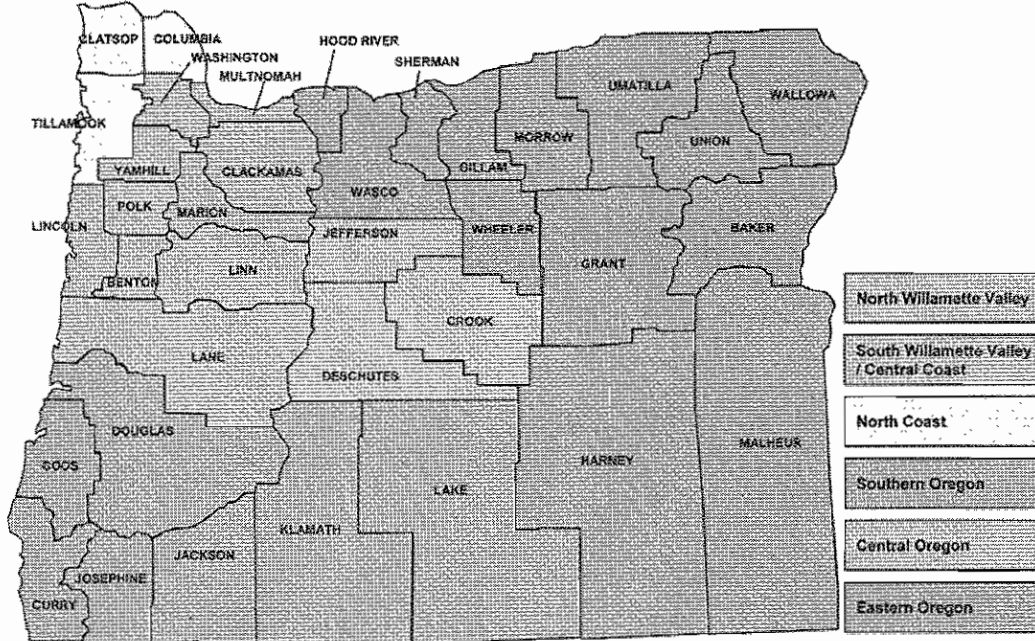 CLATSOP
COLUMBIA
HOOD RIVER
WASHINGTON
SHERMAN
MULTNOMAH
UMATILLA
WALLOWA
TILLAMOOK
MORROW
UNION
YAMHILL
CLACKAMAS
GILLAM
WASCO
POLK
MARION
LINCOLN
JEFFERSON
WHEELER
BAKER
BENTON
LINN
GRANT
North Willamette Valley
CROOK
LANE
South Willamette Valley
/ Central Coast
DESCHUTES
North Coast
DOUGLAS
MALHEUR
HARNEY
COOS
LAKE
Southern Oregon
KLAMATH
JACKSON
Central Oregon
JOSEPHINE
CURRY
Eastern Oregon